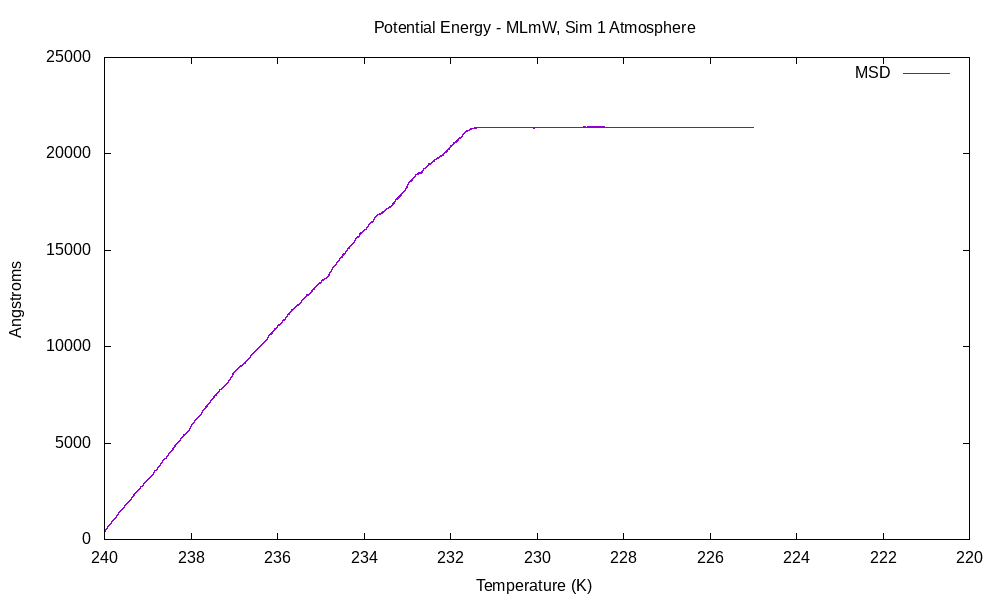 Potential Energy - MLmW, Sim 1 Atmosphere
MSD
25000
20000
15000
10000
5000
0
Angstroms
240 238 236 234 232 230 228 226 224 222 220
Temperature (K)